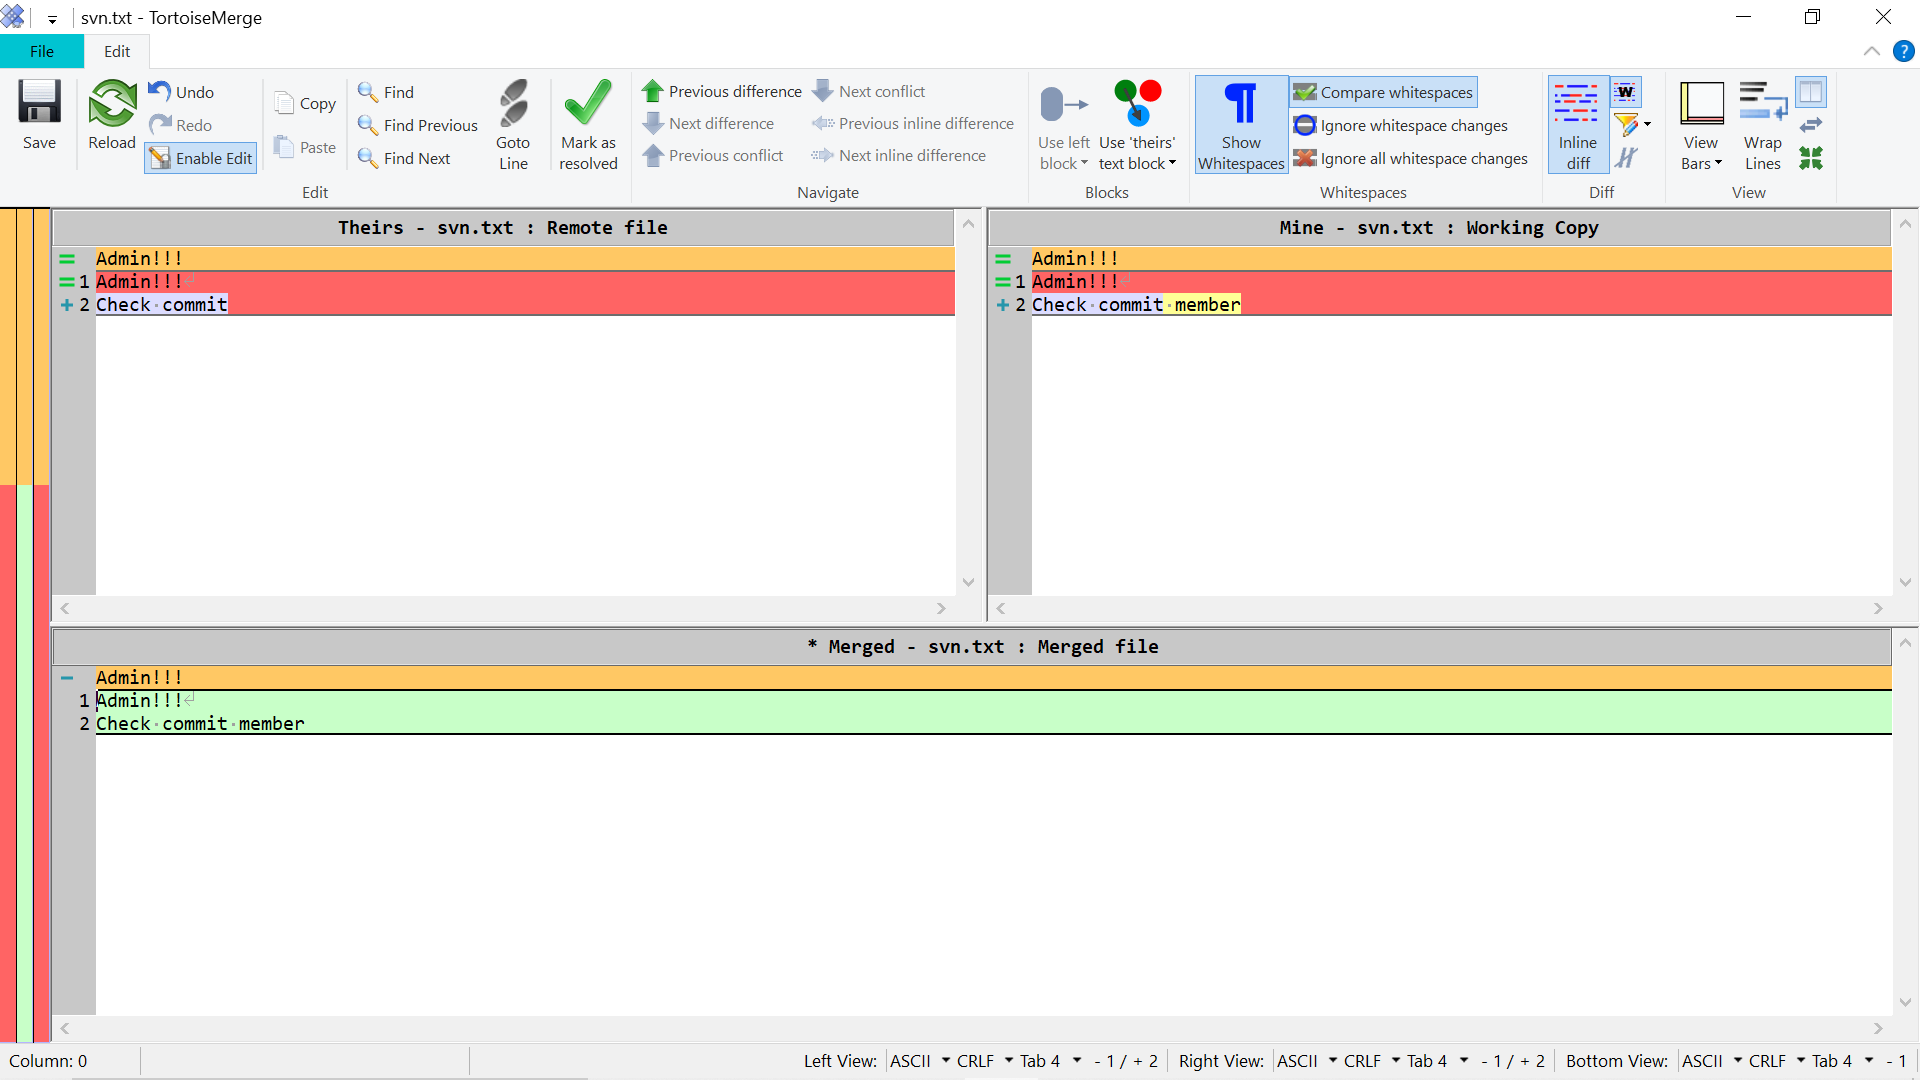 svn.txt - TortoiseMerge
File Edit ?
Save
Reload
Undo
Redo
Enable Edit
Copy
Paste
Find
Find Previous
Find Next
Goto
Line
Mark as
resolved
Edit
Previous difference
Next difference
Previous conflict
Next conflict
Previous inline difference
Next inline difference
Navigate
Use left
block
Use 'theirs'
text block
Blocks
¶
Show
Whitespaces
Compare whitespaces
Ignore whitespace changes
Ignore all whitespace changes
Whitespaces
Inline
diff
W
Diff
View
Bars
Wrap
Lines
View
Theirs - svn.txt : Remote file
Admin!!!
1 Admin!!!
2 Check·commit
Mine - svn.txt : Working Copy
Admin!!!
1 Admin!!!
2 Check·commit·member
* Merged - svn.txt : Merged file
Admin!!!
1 Admin!!!
2 Check·commit·member
Column: 0
Left View: ASCII CRLF Tab 4 - 1 / + 2 Right View: ASCII CRLF Tab 4 - 1 / + 2 Bottom View: ASCII CRLF Tab 4 - 1